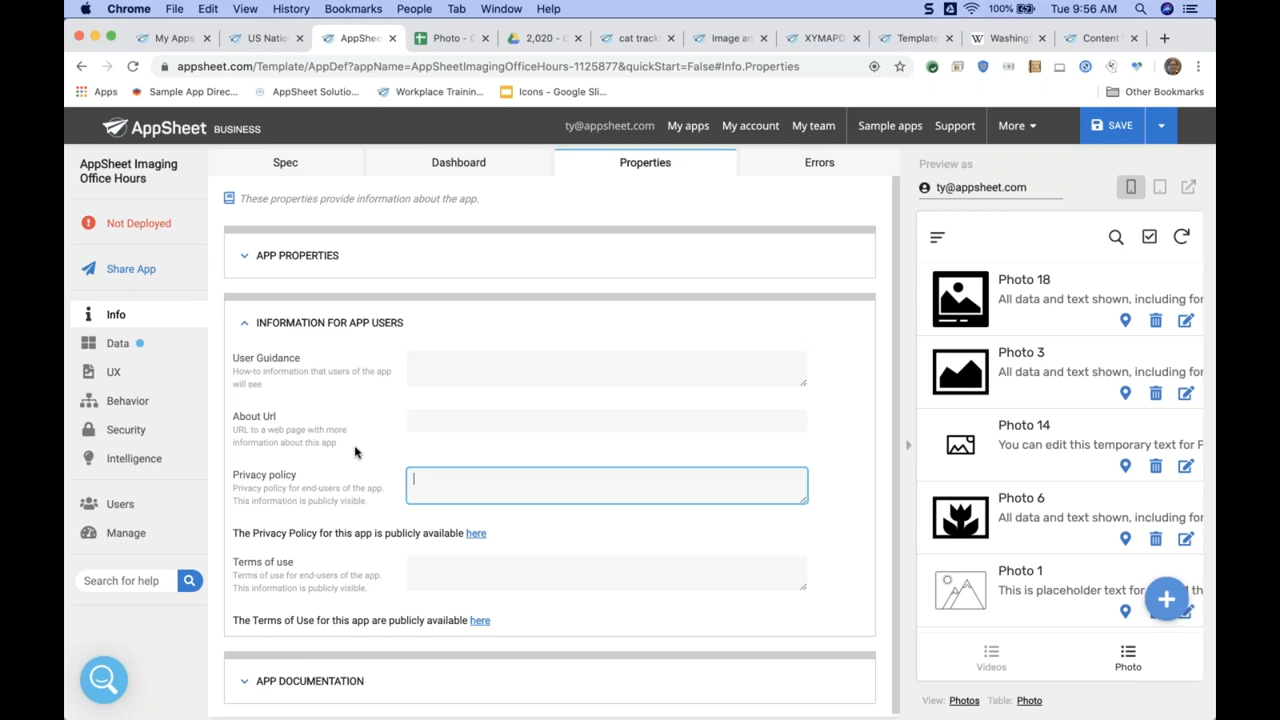 Chrome File Edit View History Bookmarks People Tab Window Help 100% Tue 9:56 AM
My Apps US Nation AppShee Photo - G 2,020 - G cat track Image an XYMAPD Template Washing Content
appsheet.com/Template/AppDef?appName=AppSheetImagingOfficeHours-1125877&quickStart=False#Info.Properties
Apps Sample App Direc... AppSheet Solutio... Workplace Trainin... Icons - Google Sli... Other Bookmarks
AppSheet BUSINESS ty@appsheet.com My apps My account My team Sample apps Support More SAVE
AppSheet Imaging
Office Hours
Not Deployed
Share App
Info
Data
UX
Behavior
Security
Intelligence
Users
Manage
Search for help
Spec Dashboard Properties Errors
These properties provide information about the app.
APP PROPERTIES
INFORMATION FOR APP USERS
User Guidance
How-to information that users of the app
will see
About Url
URL to a web page with more
information about this app
Privacy policy
Privacy policy for end-users of the app.
This information is publicly visible.
The Privacy Policy for this app is publicly available here
Terms of use
Terms of use for end-users of the app.
This information is publicly visible.
The Terms of Use for this app are publicly available here
APP DOCUMENTATION
Preview as
ty@appsheet.com
Photo 18
All data and text shown, including for
Photo 3
All data and text shown, including for
Photo 14
You can edit this temporary text for P
Photo 6
All data and text shown, including for
Photo 1
This is placeholder text for
Videos Photo
View: Photos Table: Photo